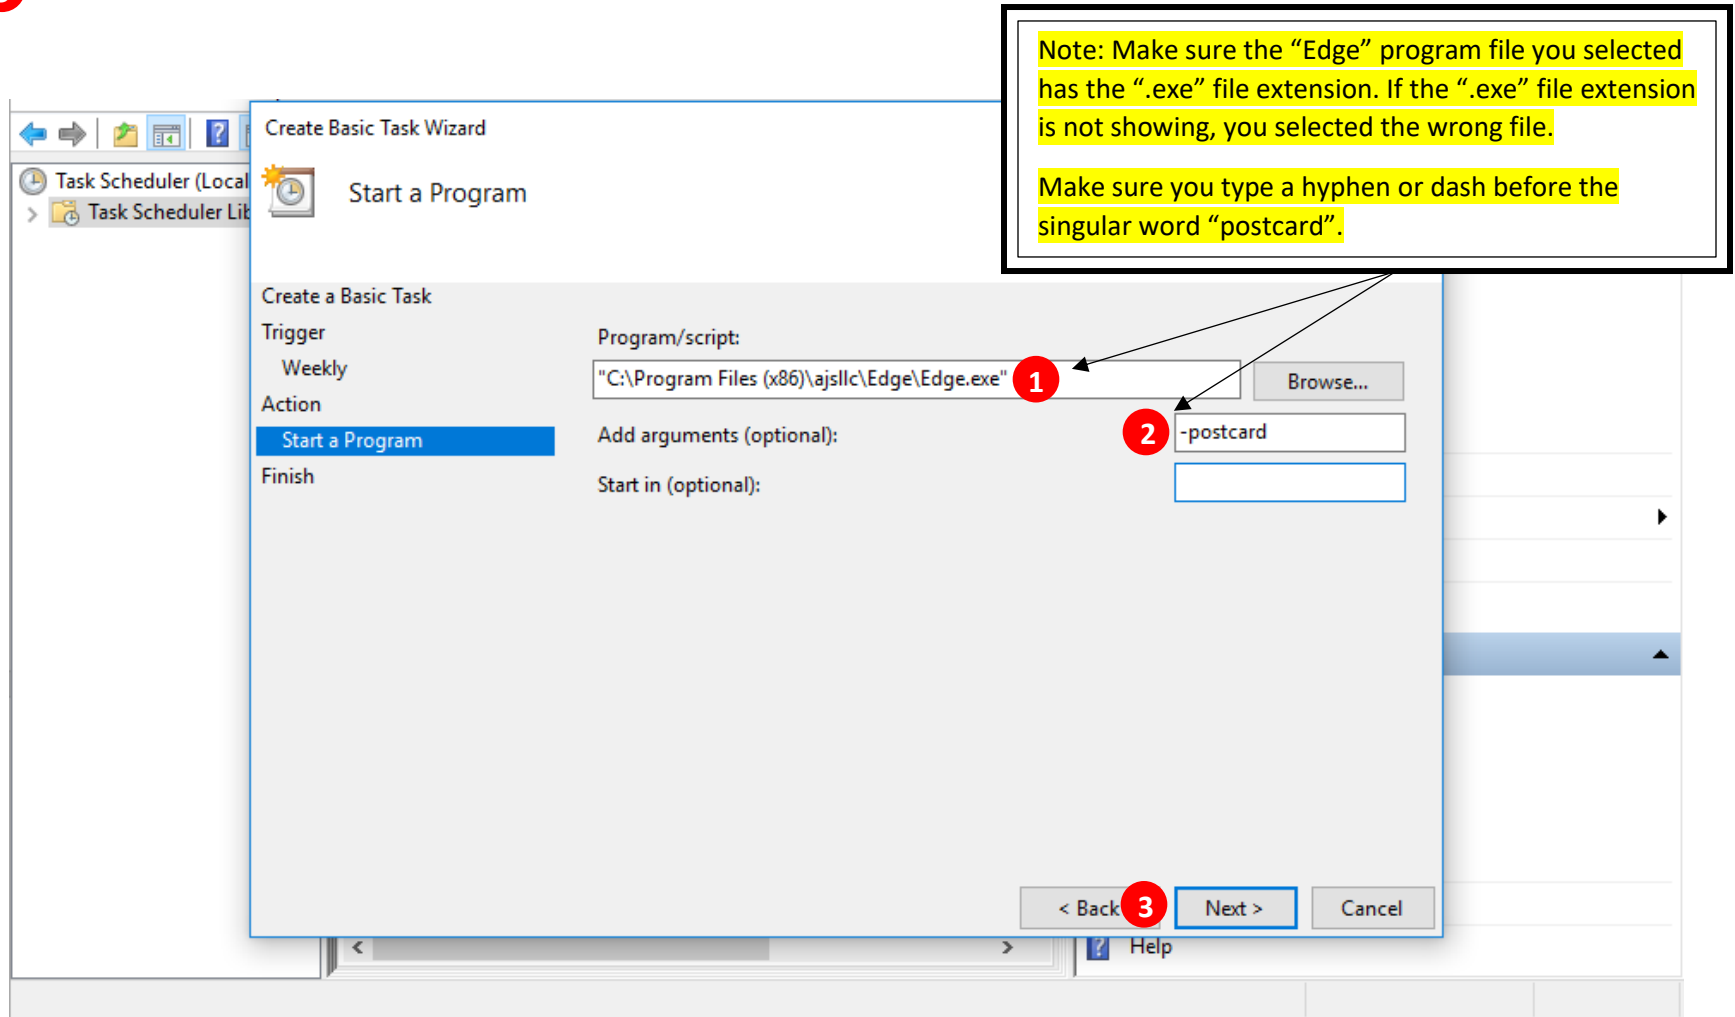 Note: Make sure the “Edge” program file you selected
has the “.exe” file extension. If the “.exe” file extension
is not showing, you selected the wrong file.
Make sure you type a hyphen or dash before the
singular word “postcard”.
Create Basic Task Wizard
Task Scheduler (Local
Task Scheduler Lib
Start a Program
Create a Basic Task
Trigger
Weekly
Action
Start a Program
Finish
Program/script:
"C:\Program Files (x86)\ajsllc\Edge\Edge.exe"
1
Browse...
Add arguments (optional):
2
-postcard
Start in (optional):
< Back
3
Next >
Cancel
Help